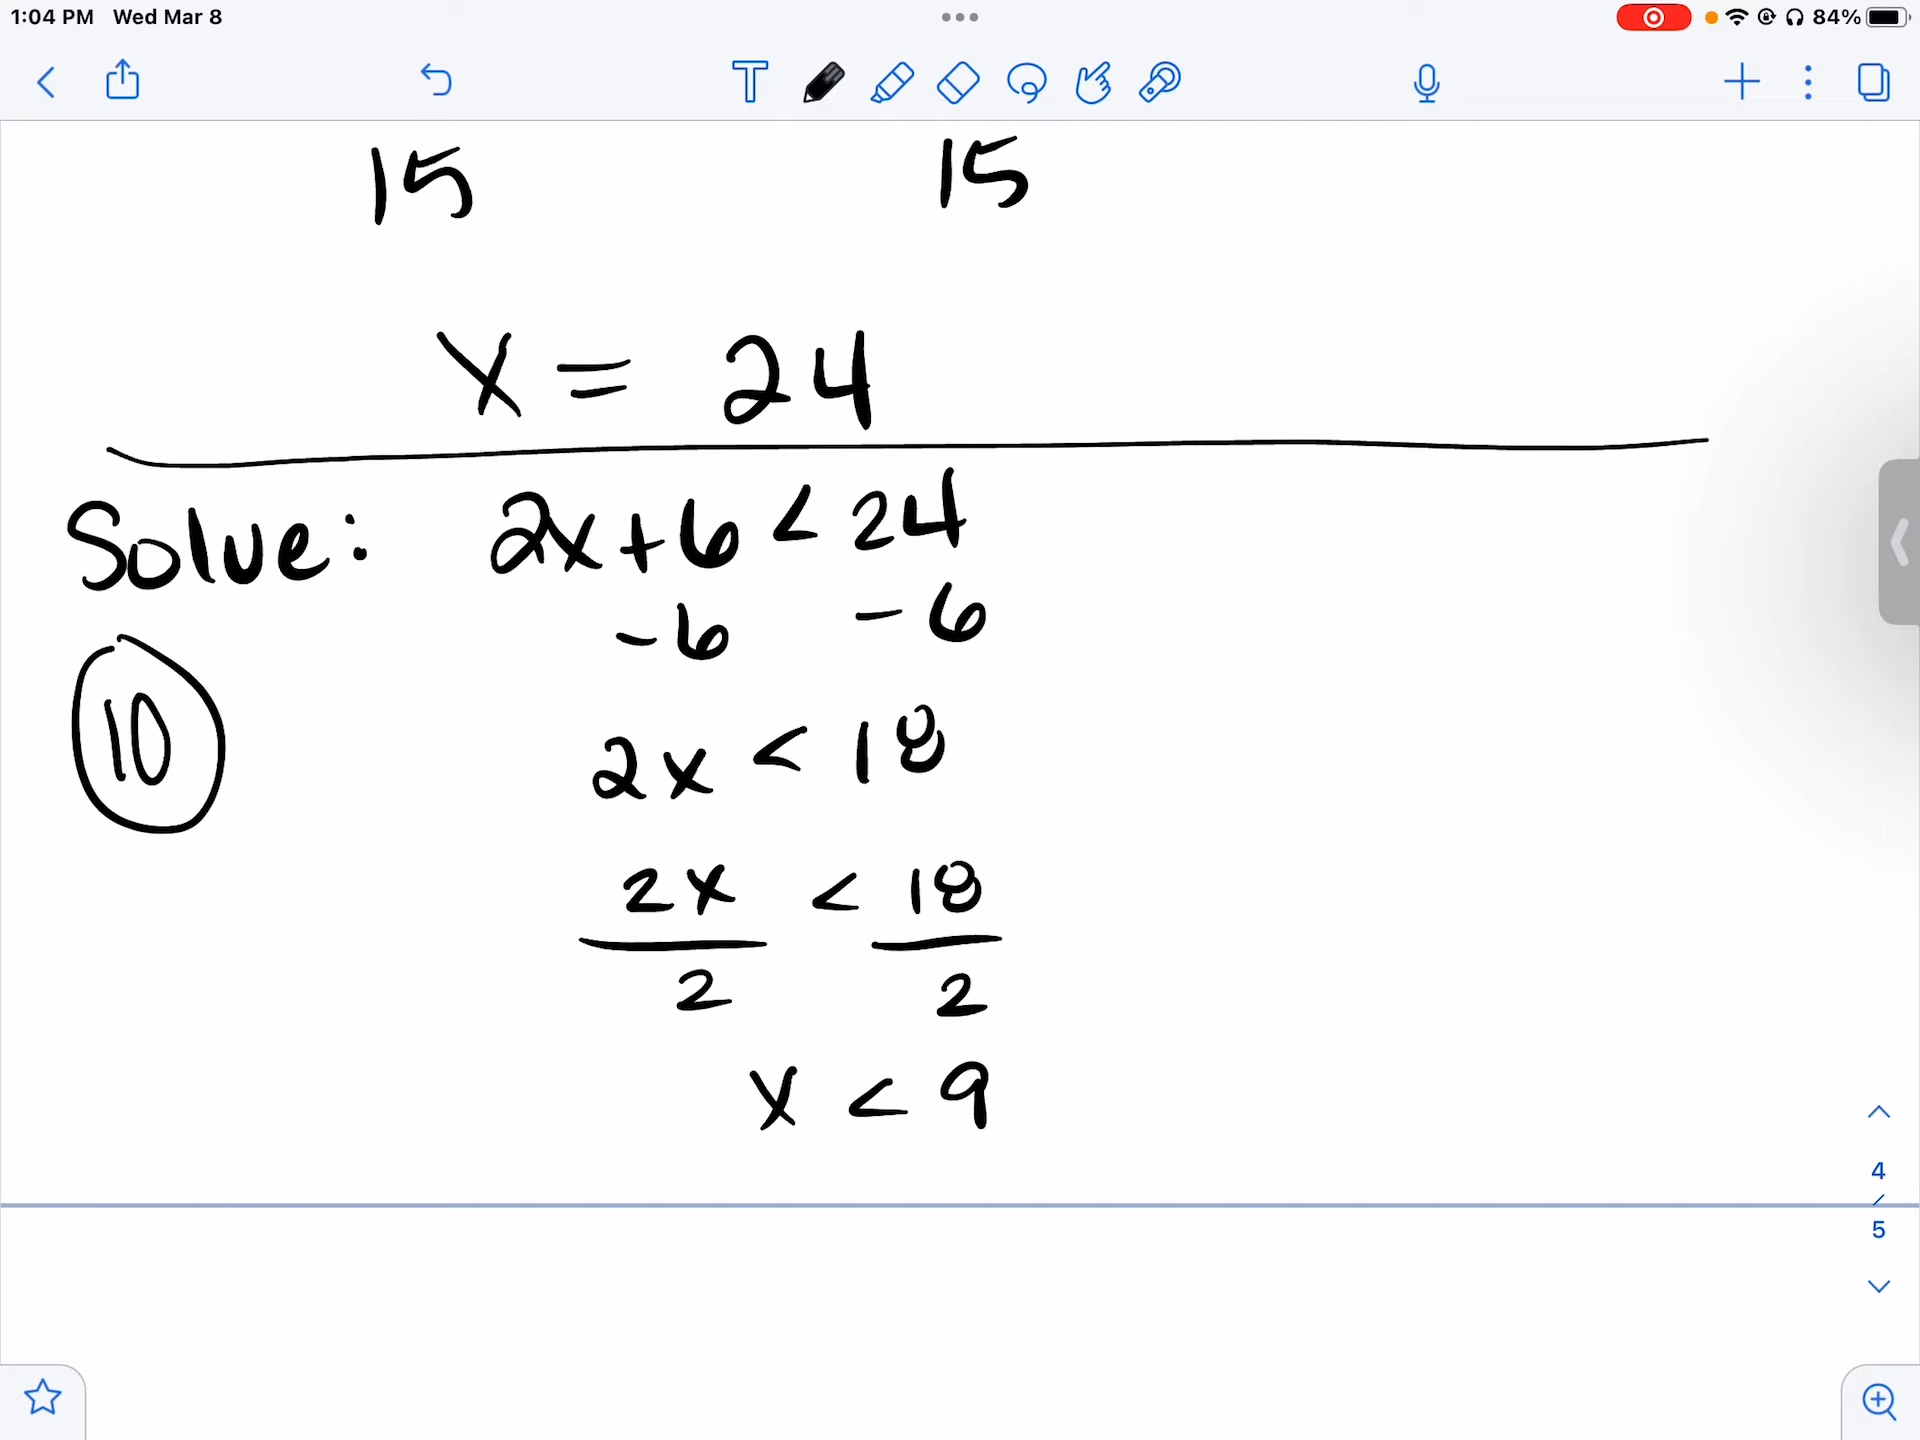 1:04 PM Wed Mar 8
84%
T
15 15
x = 24
Solve: 2x+6 < 24
-6 -6
10
2x < 18
2x < 18
2 2
x < 9
4
/
5